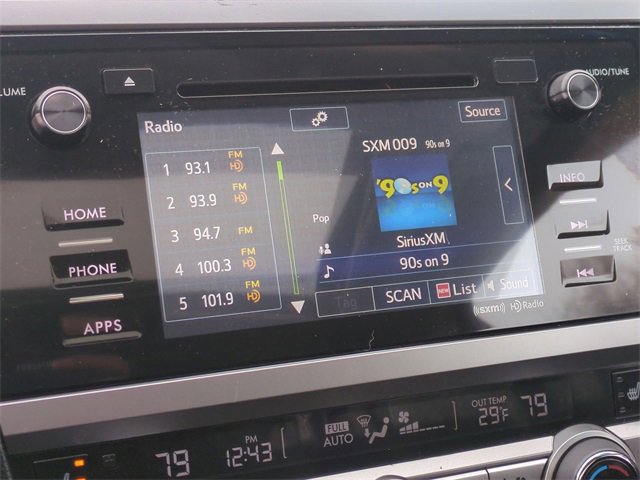 OLUME
AUDIO/TUNE
Radio
Source
SXM 009 90s on 9
1 93.1 FM HD
2 93.9 FM HD
3 94.7 FM
4 100.3 FM HD
5 101.9 FM HD
'90s ON 9
Pop
SiriusXM
90s on 9
Tag
SCAN
NEW List
Sound
((sxm)) HD Radio
HOME
PHONE
APPS
INFO
SEEK
TRACK
79
PM
12:43
FULL
AUTO
OUT TEMP
29°F
79